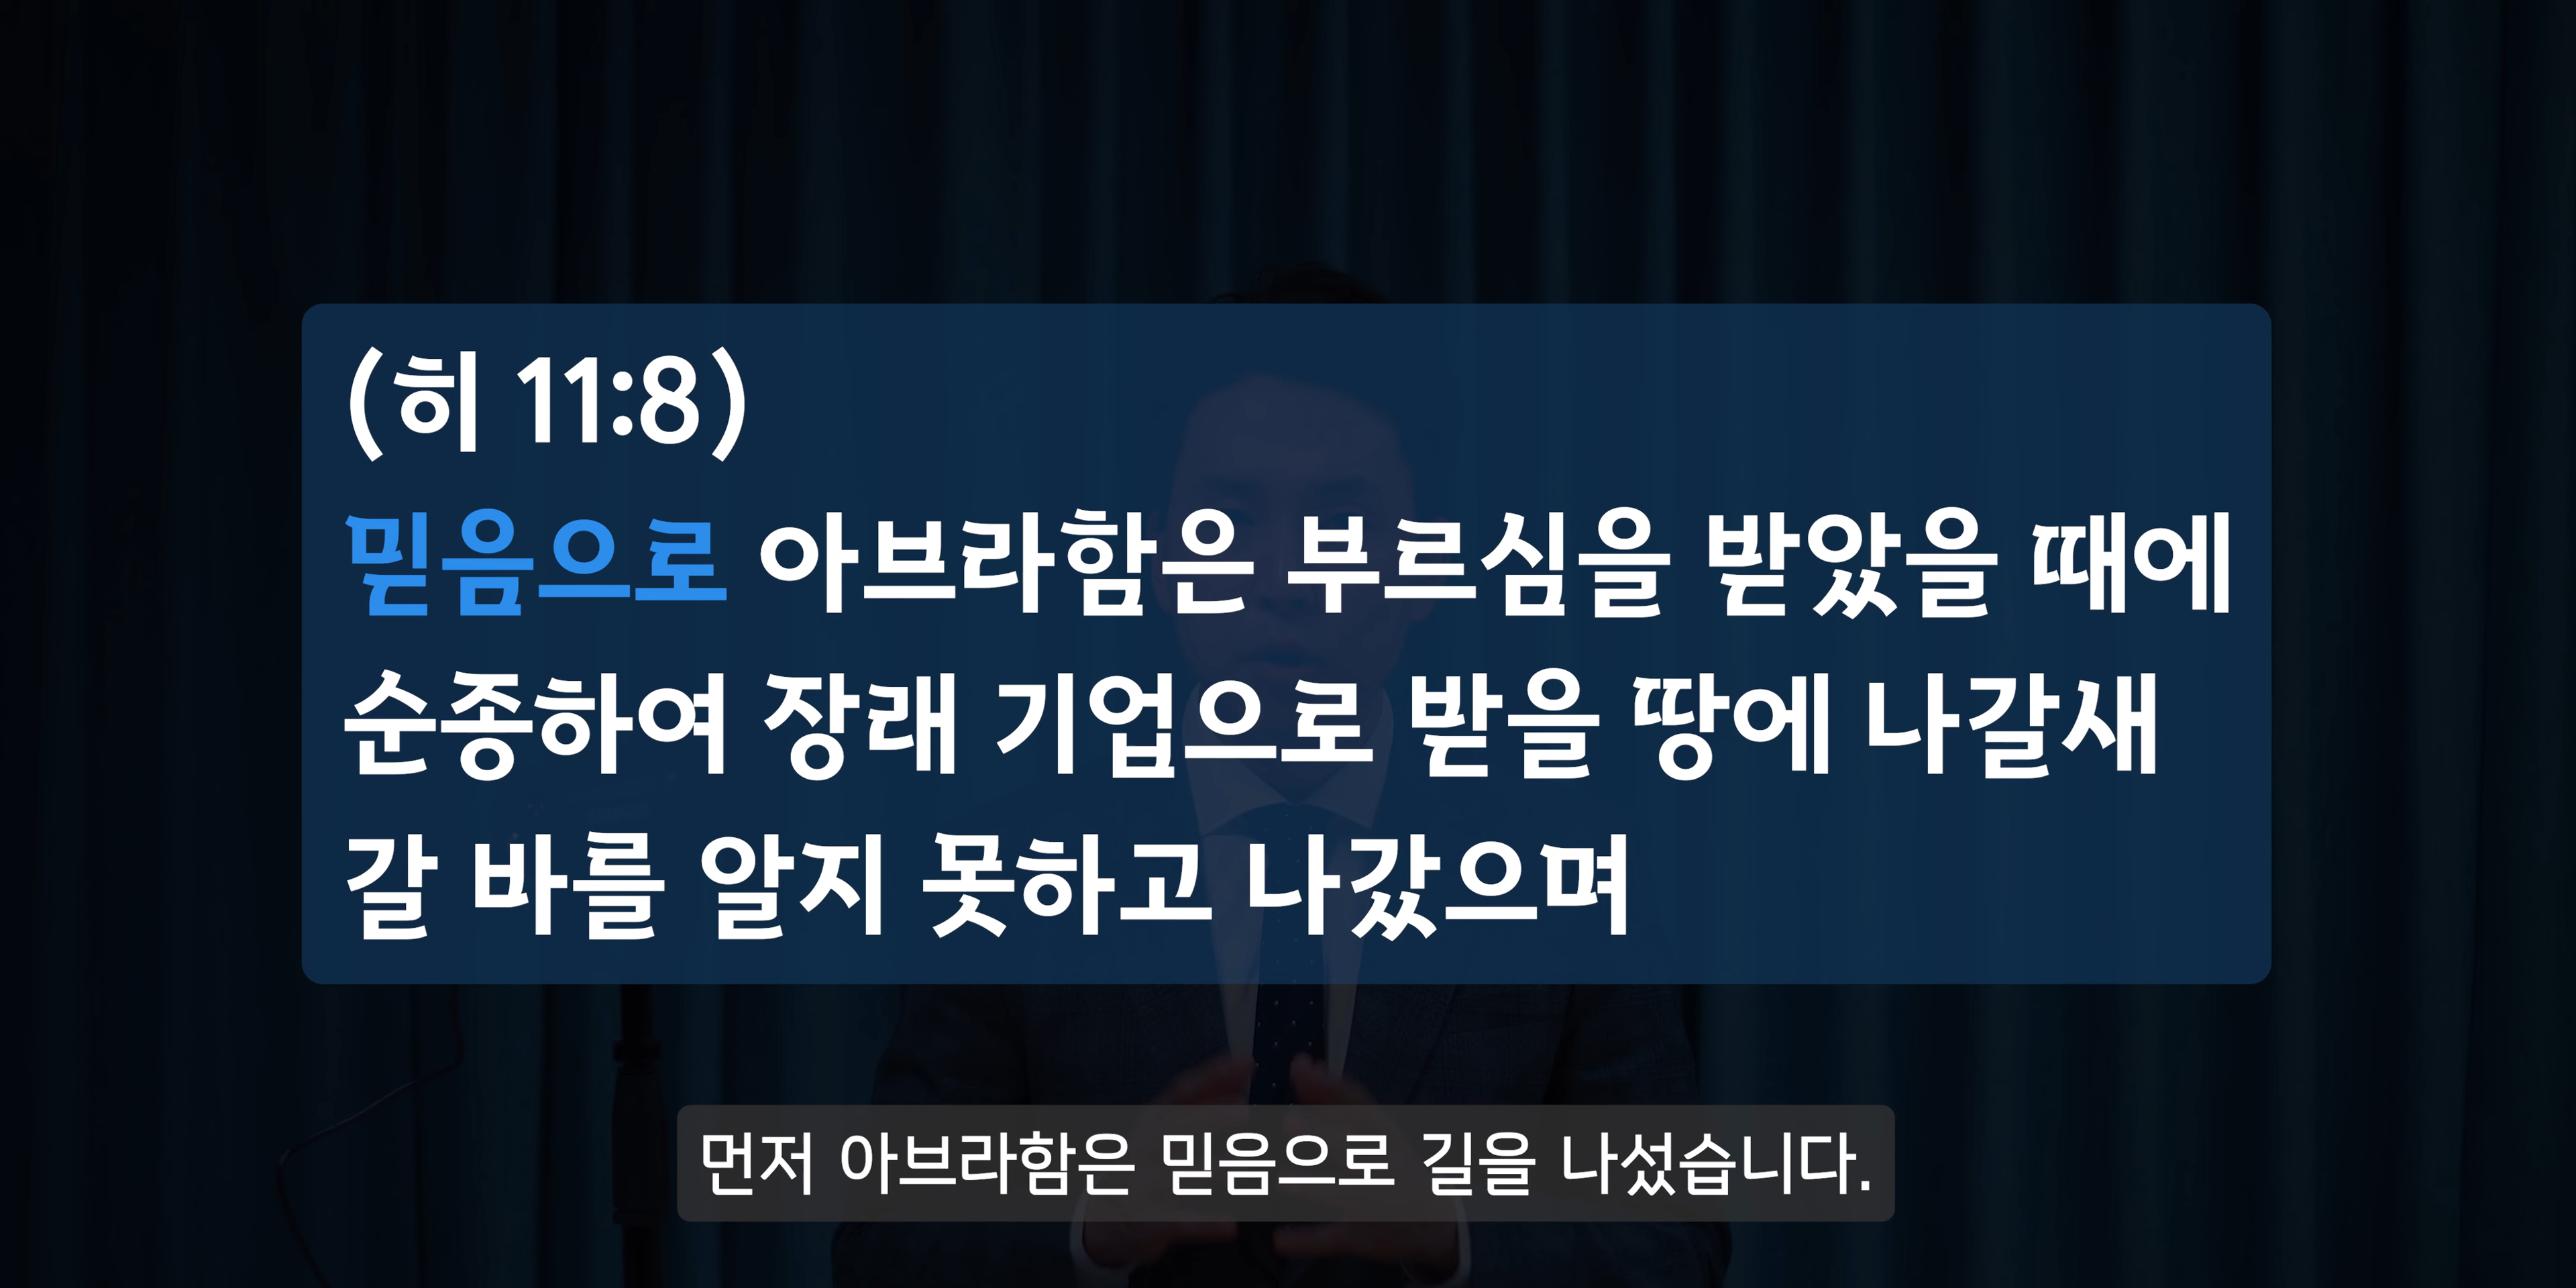 (히 11:8)
믿음으로 아브라함은 부르심을 받았을 때에
순종하여 장래 기업으로 받을 땅에 나갈새
갈 바를 알지 못하고 나갔으며
먼저 아브라함은 믿음으로 길을 나섰습니다.